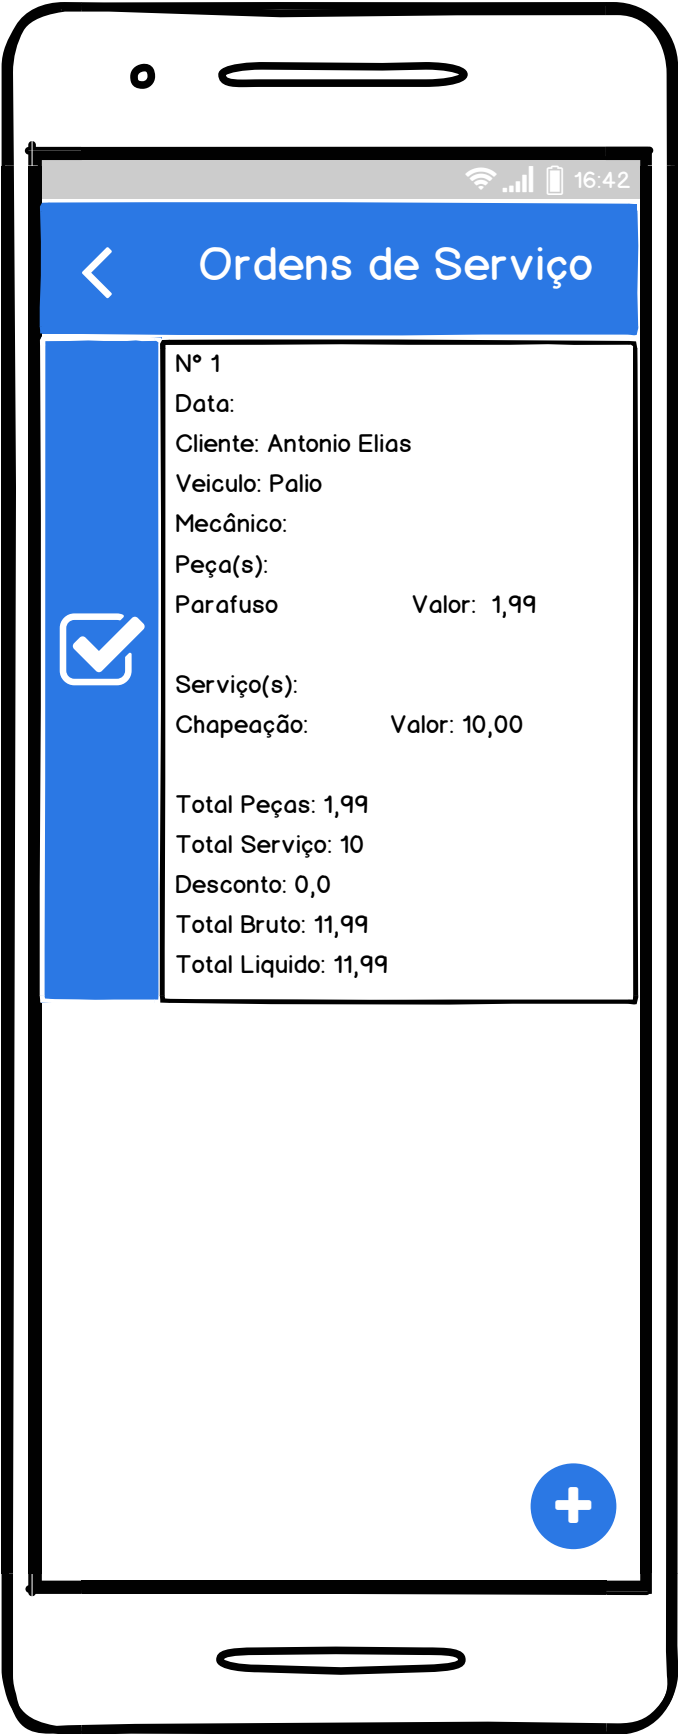 16:42
Ordens de Serviço
Nº 1
Data:
Cliente: Antonio Elias
Veiculo: Palio
Mecânico:
Peça(s):
Parafuso Valor: 1,99
Serviço(s):
Chapeação: Valor: 10,00
Total Peças: 1,99
Total Serviço: 10
Desconto: 0,0
Total Bruto: 11,99
Total Liquido: 11,99